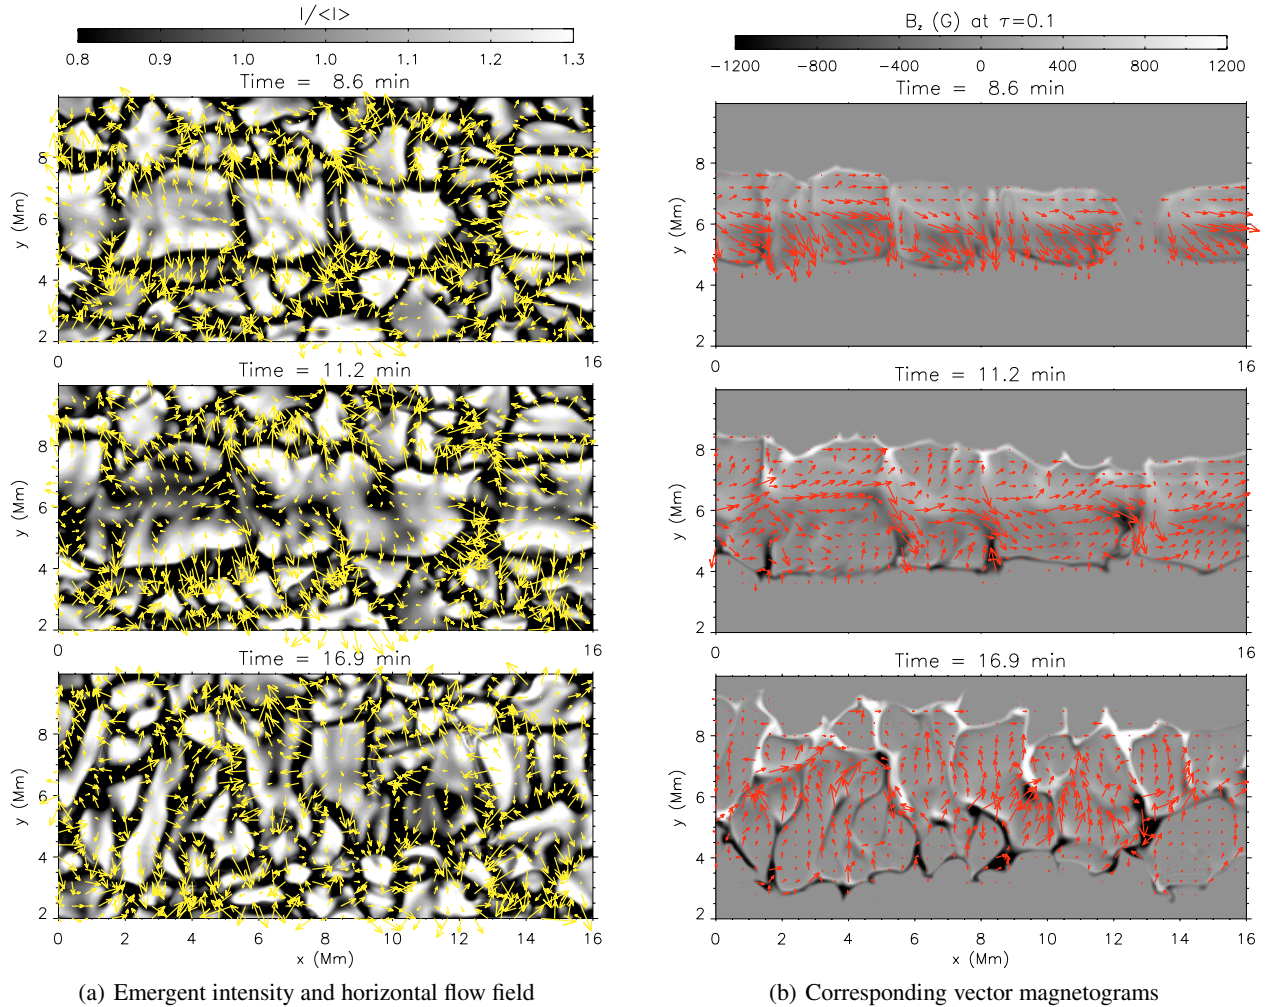 I/<I>
0.8 0.9 1.0 1.0 1.1 1.2 1.2 1.3
Time = 8.6 min
8
6
4
2
y (Mm)
0 16
Time = 11.2 min
8
6
4
2
y (Mm)
0 16
Time = 16.9 min
8
6
4
2
y (Mm)
0 2 4 6 8 10 12 14 16
x (Mm)
(a) Emergent intensity and horizontal flow field
B_z (G) at τ=0.1
-1200 -800 -400 0 400 800 1200
Time = 8.6 min
8
6
4
2
y (Mm)
0 16
Time = 11.2 min
8
6
4
2
y (Mm)
0 16
Time = 16.9 min
8
6
4
2
y (Mm)
0 2 4 6 8 10 12 14 16
x (Mm)
(b) Corresponding vector magnetograms